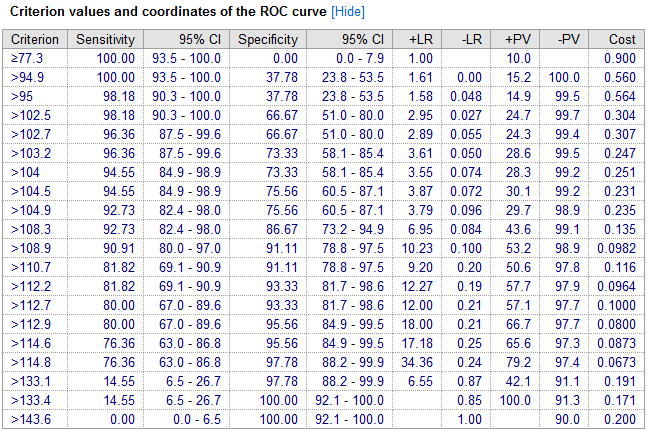 Criterion values and coordinates of the ROC curve [Hide]
Criterion Sensitivity 95% CI Specificity 95% CI +LR -LR +PV -PV Cost
≥77.3 100.00 93.5 - 100.0 0.00 0.0 - 7.9 1.00 10.0 0.900
>94.9 100.00 93.5 - 100.0 37.78 23.8 - 53.5 1.61 0.00 15.2 100.0 0.560
>95 98.18 90.3 - 100.0 37.78 23.8 - 53.5 1.58 0.048 14.9 99.5 0.564
>102.5 98.18 90.3 - 100.0 66.67 51.0 - 80.0 2.95 0.027 24.7 99.7 0.304
>102.7 96.36 87.5 - 99.6 66.67 51.0 - 80.0 2.89 0.055 24.3 99.4 0.307
>103.2 96.36 87.5 - 99.6 73.33 58.1 - 85.4 3.61 0.050 28.6 99.5 0.247
>104 94.55 84.9 - 98.9 73.33 58.1 - 85.4 3.55 0.074 28.3 99.2 0.251
>104.5 94.55 84.9 - 98.9 75.56 60.5 - 87.1 3.87 0.072 30.1 99.2 0.231
>104.9 92.73 82.4 - 98.0 75.56 60.5 - 87.1 3.79 0.096 29.7 98.9 0.235
>108.3 92.73 82.4 - 98.0 86.67 73.2 - 94.9 6.95 0.084 43.6 99.1 0.135
>108.9 90.91 80.0 - 97.0 91.11 78.8 - 97.5 10.23 0.100 53.2 98.9 0.0982
>110.7 81.82 69.1 - 90.9 91.11 78.8 - 97.5 9.20 0.20 50.6 97.8 0.116
>112.2 81.82 69.1 - 90.9 93.33 81.7 - 98.6 12.27 0.19 57.7 97.9 0.0964
>112.7 80.00 67.0 - 89.6 93.33 81.7 - 98.6 12.00 0.21 57.1 97.7 0.1000
>112.9 80.00 67.0 - 89.6 95.56 84.9 - 99.5 18.00 0.21 66.7 97.7 0.0800
>114.6 76.36 63.0 - 86.8 95.56 84.9 - 99.5 17.18 0.25 65.6 97.3 0.0873
>114.8 76.36 63.0 - 86.8 97.78 88.2 - 99.9 34.36 0.24 79.2 97.4 0.0673
>133.1 14.55 6.5 - 26.7 97.78 88.2 - 99.9 6.55 0.87 42.1 91.1 0.191
>133.4 14.55 6.5 - 26.7 100.00 92.1 - 100.0 0.85 100.0 91.3 0.171
>143.6 0.00 0.0 - 6.5 100.00 92.1 - 100.0 1.00 90.0 0.200